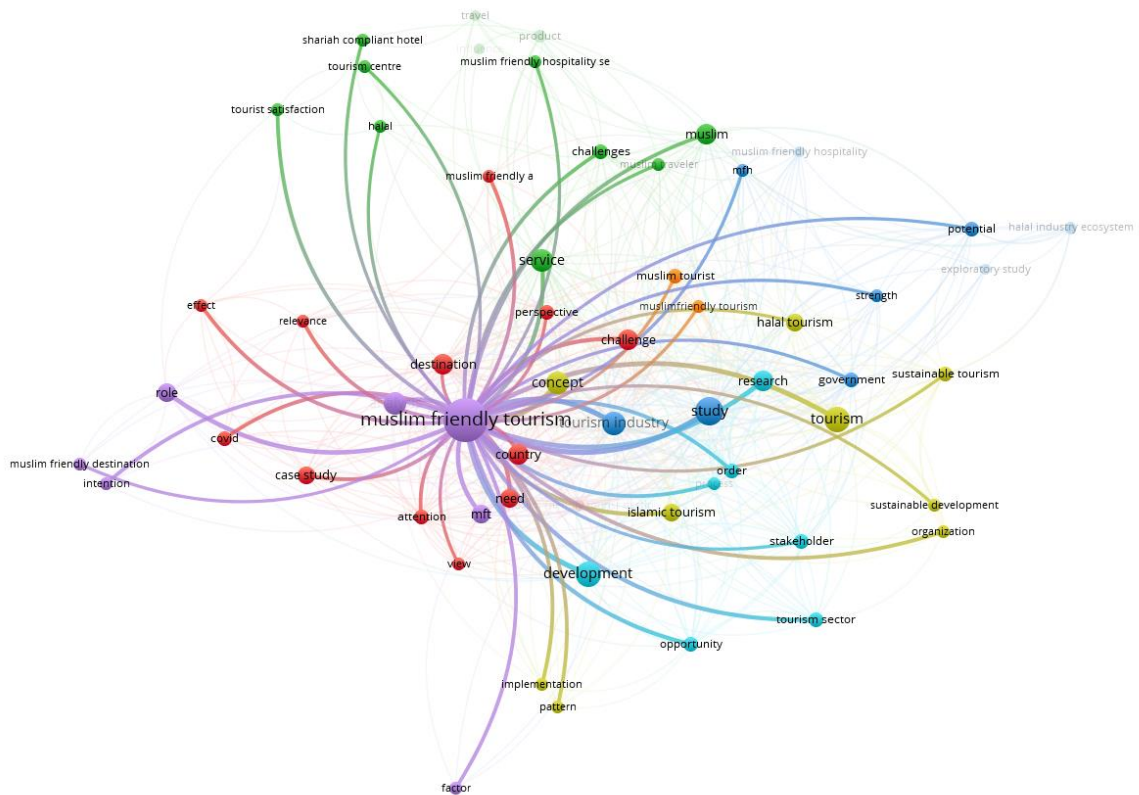 travel
product
shariah compliant hotel
tourism centre
muslim friendly hospitality se
tourist satisfaction
halal
muslim
challenges
muslim friendly hospitality
muslim traveler
mfh
muslim friendly a
potential
halal industry ecosystem
service
exploratory study
muslim tourist
strength
effect
muslimfriendly tourism
perspective
relevance
halal tourism
challenge
destination
concept
research
government
sustainable tourism
role
study
muslim friendly tourism
tourism industry
tourism
covid
country
muslim friendly destination
order
case study
intention
need
sustainable development
mft
islamic tourism
attention
organization
stakeholder
view
development
tourism sector
opportunity
implementation
pattern
factor